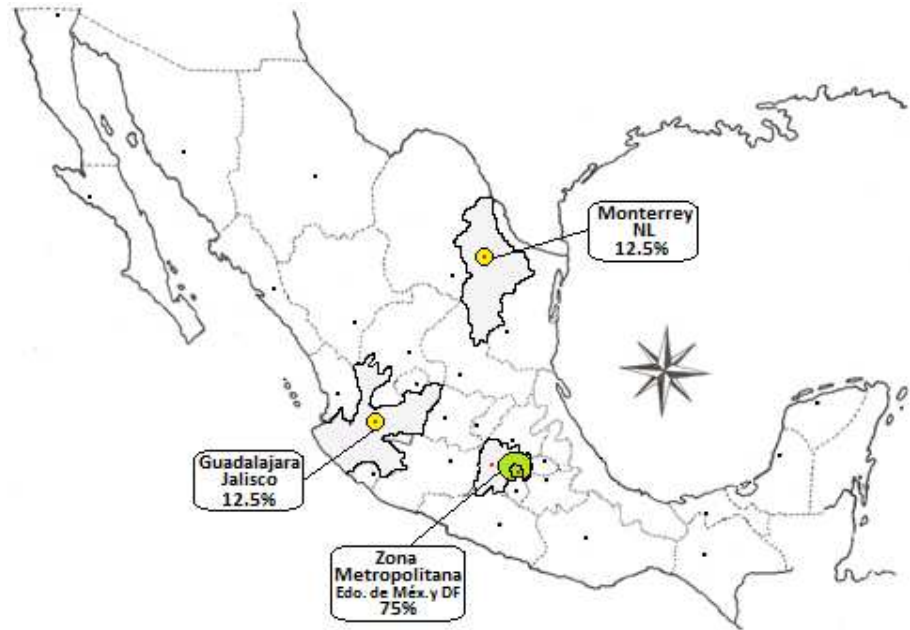 Monterrey
NL
12.5%
Guadalajara
Jalisco
12.5%
Zona
Metropolitana
Edo. de Méx.y DF
75%